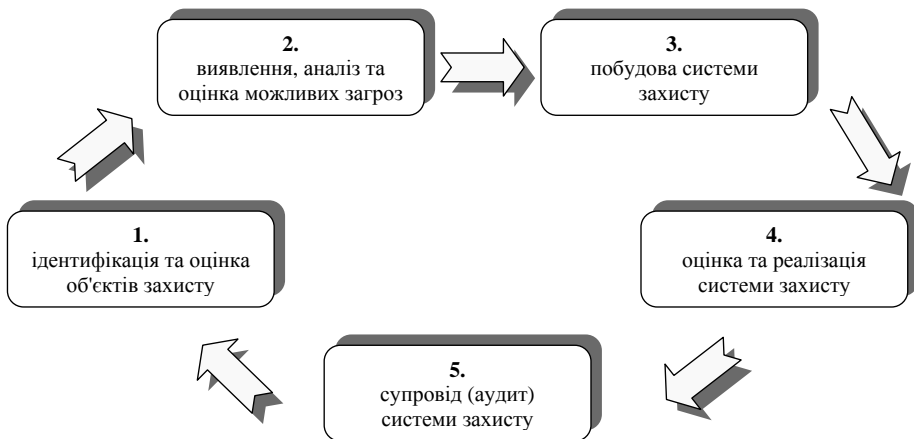 1.
ідентифікація та оцінка
об'єктів захисту
2.
виявлення, аналіз та
оцінка можливих загроз
3.
побудова системи
захисту
4.
оцінка та реалізація
системи захисту
5.
супровід (аудит)
системи захисту